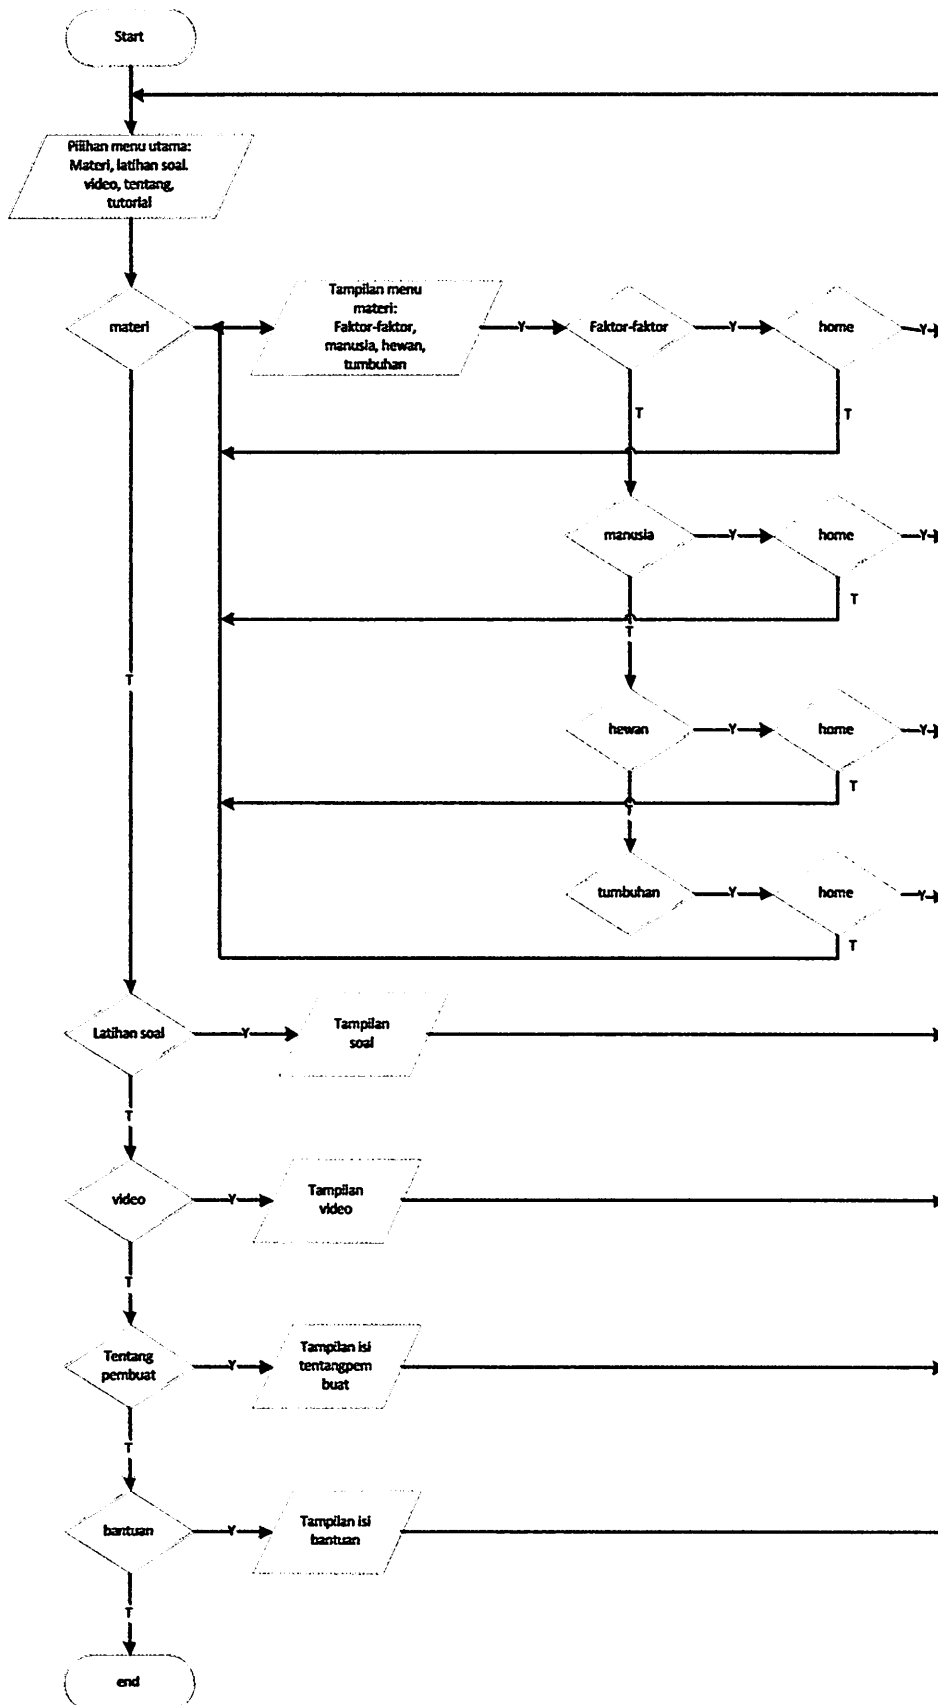 Start
Pilihan menu utama:
Materi, latihan soal.
video, tentang,
tutorial
materi
Tampilan menu
materi:
Faktor-faktor,
manusia, hewan,
tumbuhan
Y
Faktor-faktor
Y
home
Y
T
T
manusia
Y
home
Y
T
T
T
hewan
Y
home
Y
T
T
tumbuhan
Y
home
Y
T
Latihan soal
Y
Tampilan
soal
T
video
Y
Tampilan
video
T
Tentang
pembuat
Y
Tampilan isi
tentangpem
buat
T
bantuan
Y
Tampilan isi
bantuan
T
end